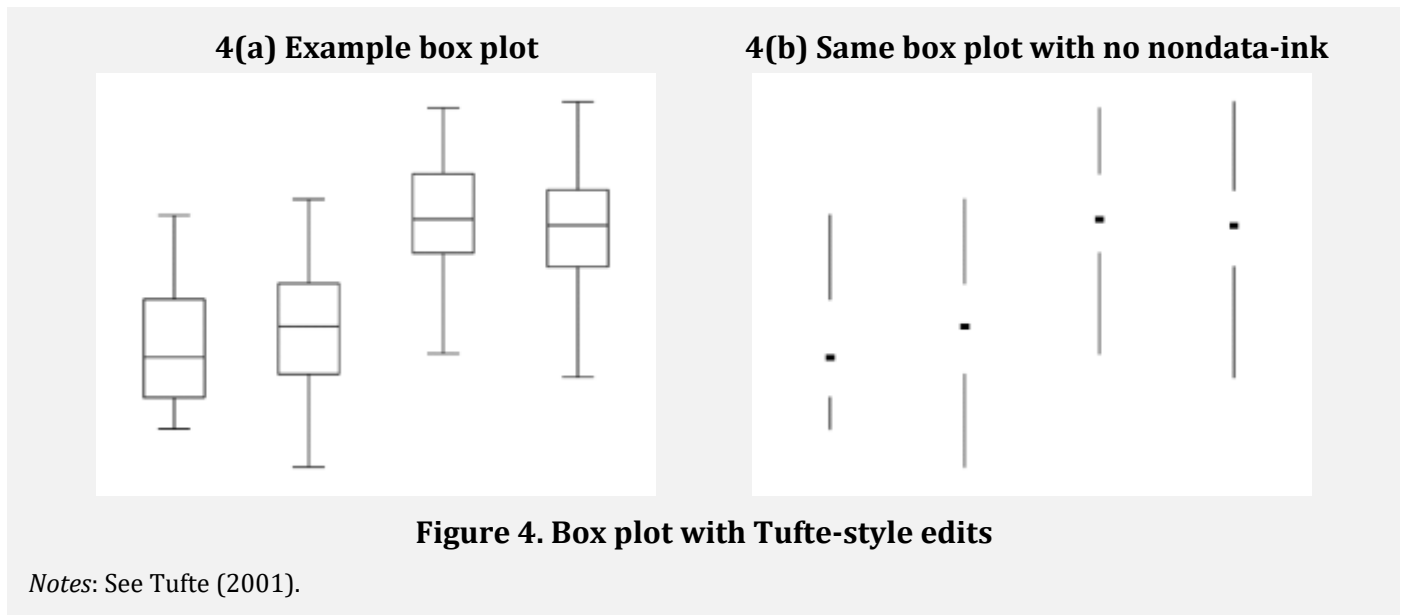 4(a) Example box plot
4(b) Same box plot with no nondata-ink
Figure 4. Box plot with Tufte-style edits
Notes: See Tufte (2001).